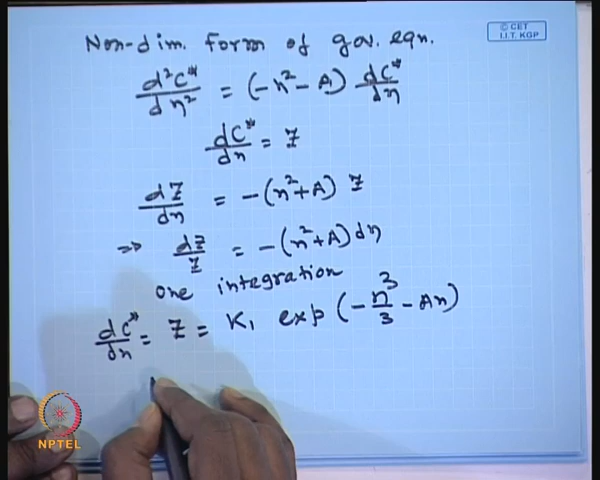 © CET
I.I.T. KGP
Non-dim. form of gov. eqn.
d²C*/dη² = (-η² - A) dC*/dη
dC*/dη = Z
dZ/dη = -(η² + A) Z
⇒ dZ/Z = -(η² + A) dη
one integration
dC*/dη = Z = K₁ exp(-η³/3 - Aη)
NPTEL